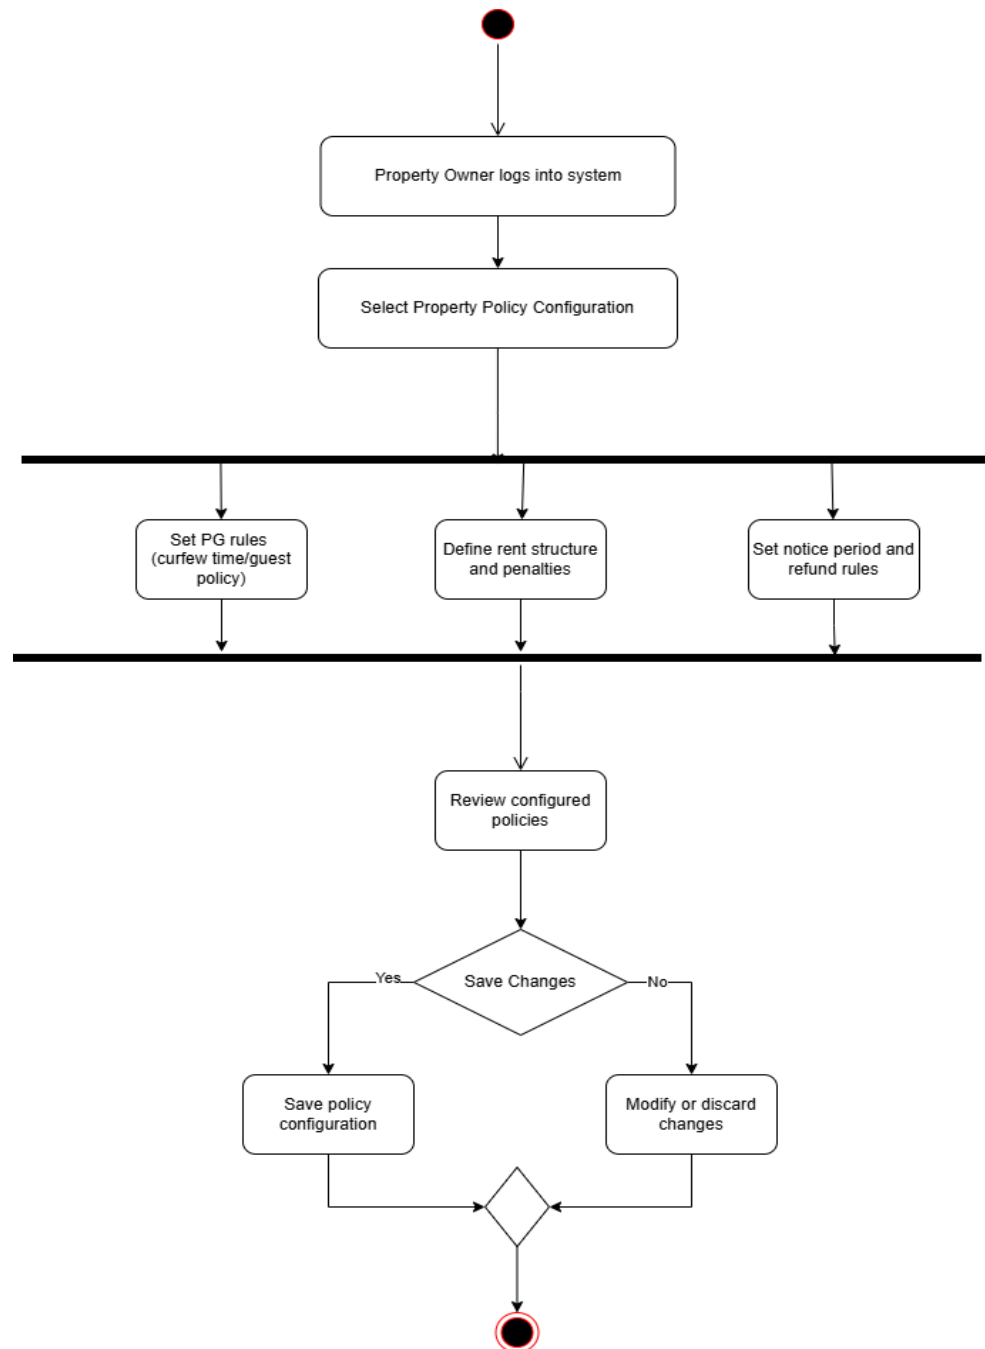 Property Owner logs into system
Select Property Policy Configuration
Set PG rules
(curfew time/guest
policy)
Define rent structure
and penalties
Set notice period and
refund rules
Review configured
policies
Save Changes
Yes
No
Save policy
configuration
Modify or discard
changes